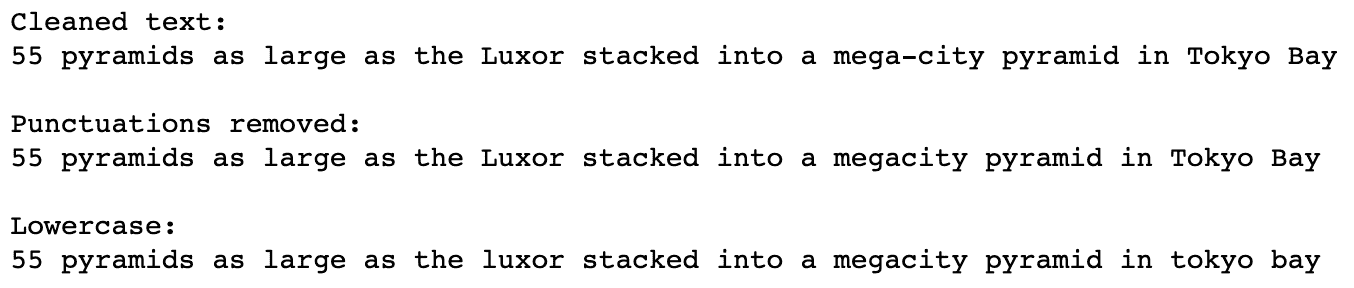 Cleaned text:
55 pyramids as large as the Luxor stacked into a mega-city pyramid in Tokyo Bay
Punctuations removed:
55 pyramids as large as the Luxor stacked into a megacity pyramid in Tokyo Bay
Lowercase:
55 pyramids as large as the luxor stacked into a megacity pyramid in tokyo bay